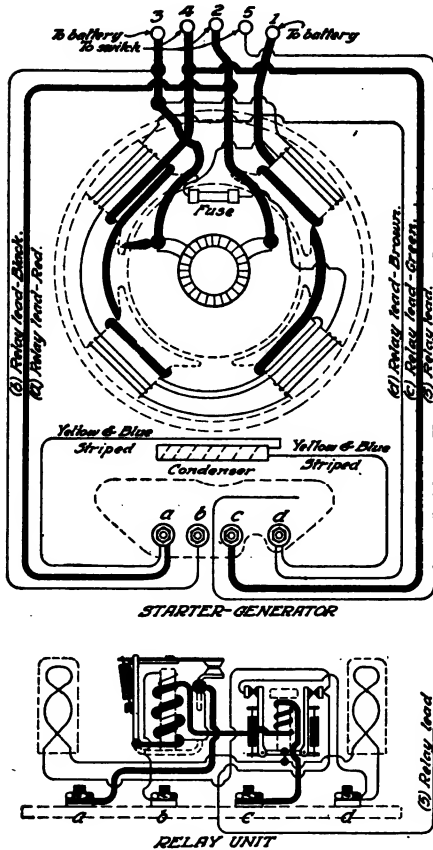 3 4 2 5 1
To battery
To switch
To battery
Fuse
(b) Relay lead-Black.
(a) Relay lead-Red.
(d) Relay lead-Brown.
(c) Relay lead-Green.
(5) Relay lead.
Yellow & Blue
Striped
Yellow & Blue
Striped
Condenser
a b c d
STARTER-GENERATOR
(5) Relay lead
a b c d
RELAY UNIT